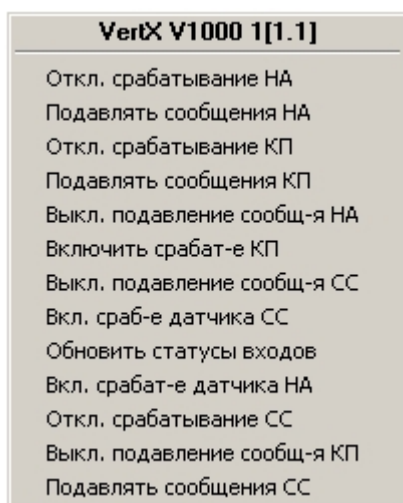 VertX V1000 1[1.1]
Откл. срабатывание НА
Подавлять сообщения НА
Откл. срабатывание КП
Подавлять сообщения КП
Выкл. подавление сообщ-я НА
Включить срабат-е КП
Выкл. подавление сообщ-я СС
Вкл. сраб-е датчика СС
Обновить статусы входов
Вкл. срабат-е датчика НА
Откл. срабатывание СС
Выкл. подавление сообщ-я КП
Подавлять сообщения СС